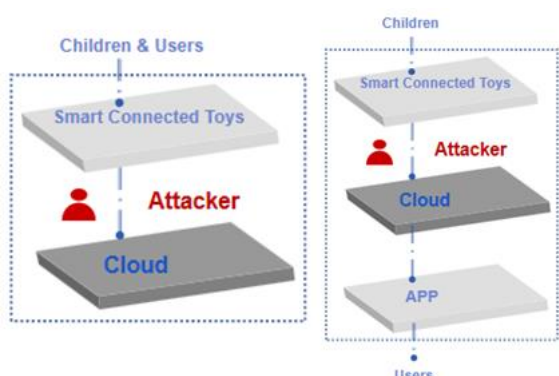 Children & Users
Smart Connected Toys
Attacker
Cloud
Children
Smart Connected Toys
Attacker
Cloud
APP
Users